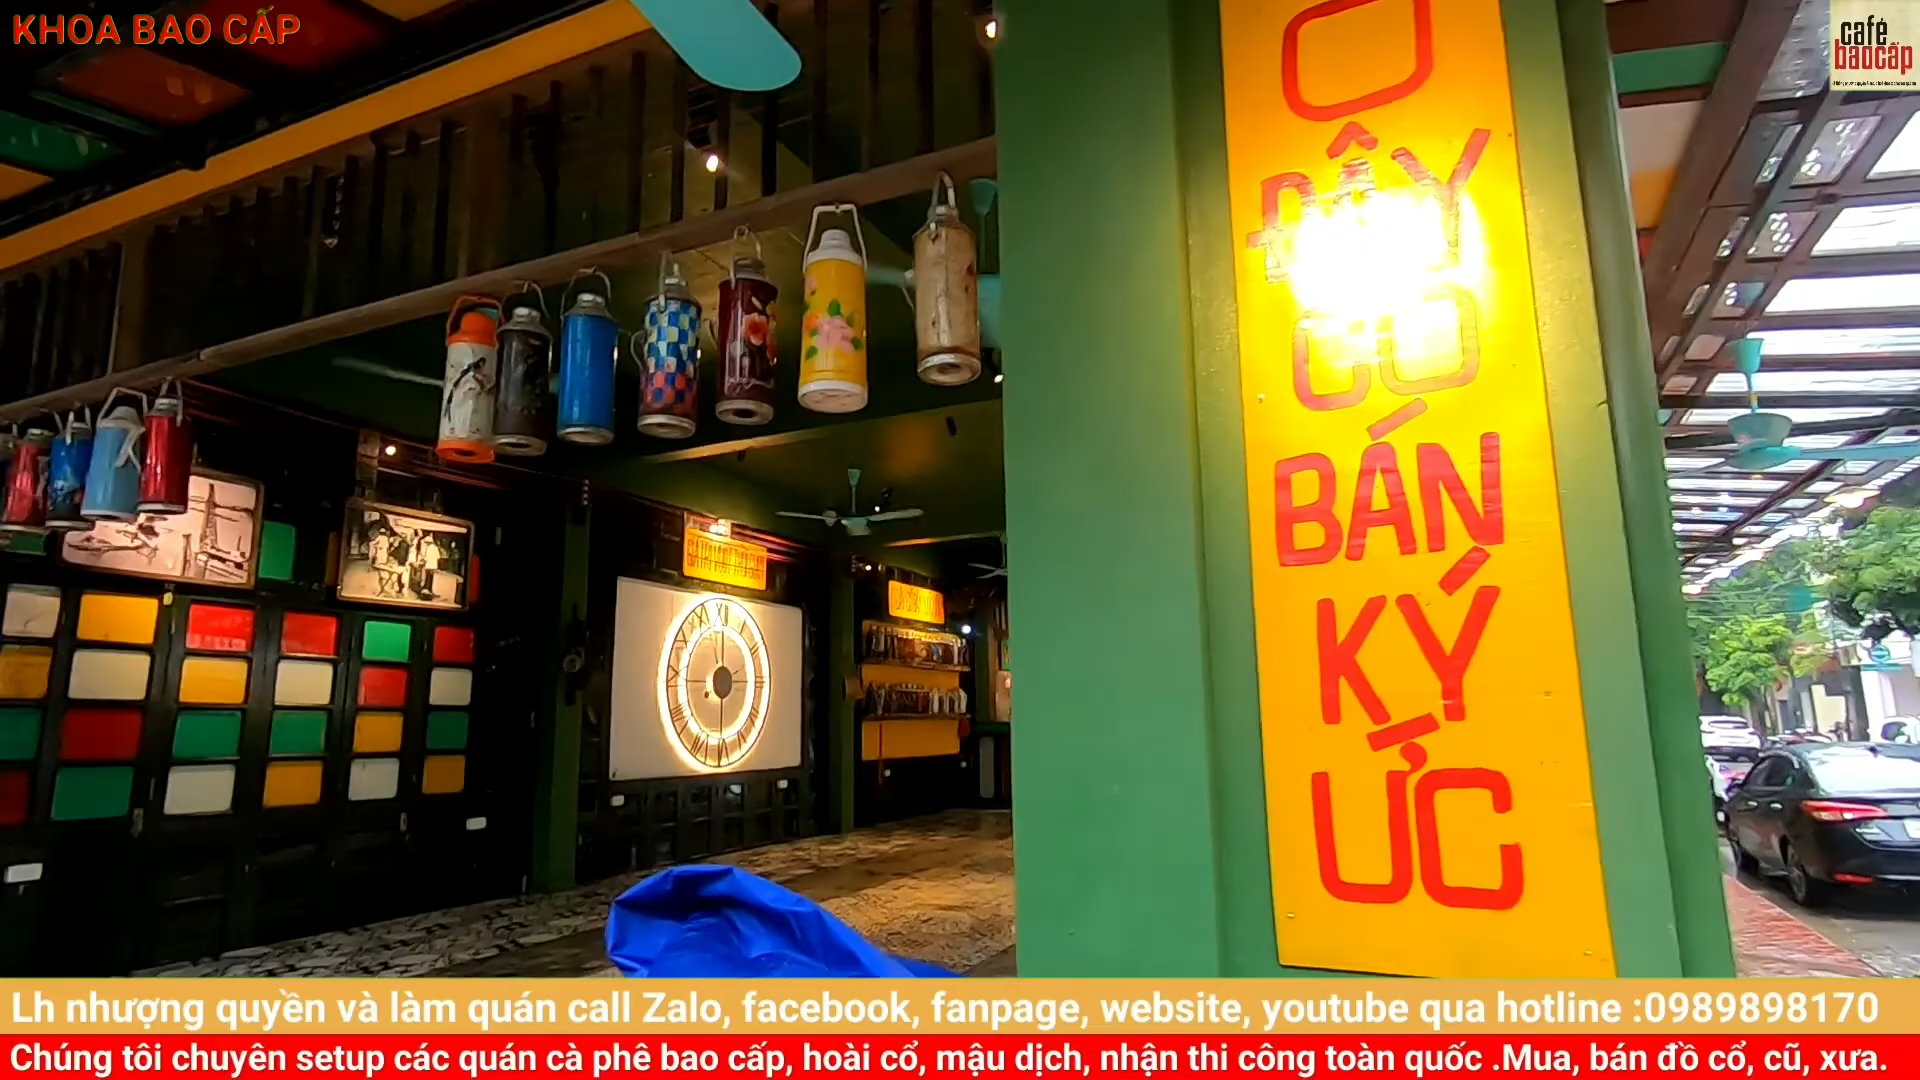 KHOA BAO CẤP
café
baocấp
Ở
ĐÂY
CÓ
BÁN
KÝ
ỨC
Lh nhượng quyền và làm quán call Zalo, facebook, fanpage, website, youtube qua hotline :0989898170
Chúng tôi chuyên setup các quán cà phê bao cấp, hoài cổ, mậu dịch, nhận thi công toàn quốc .Mua, bán đồ cổ, cũ, xưa.